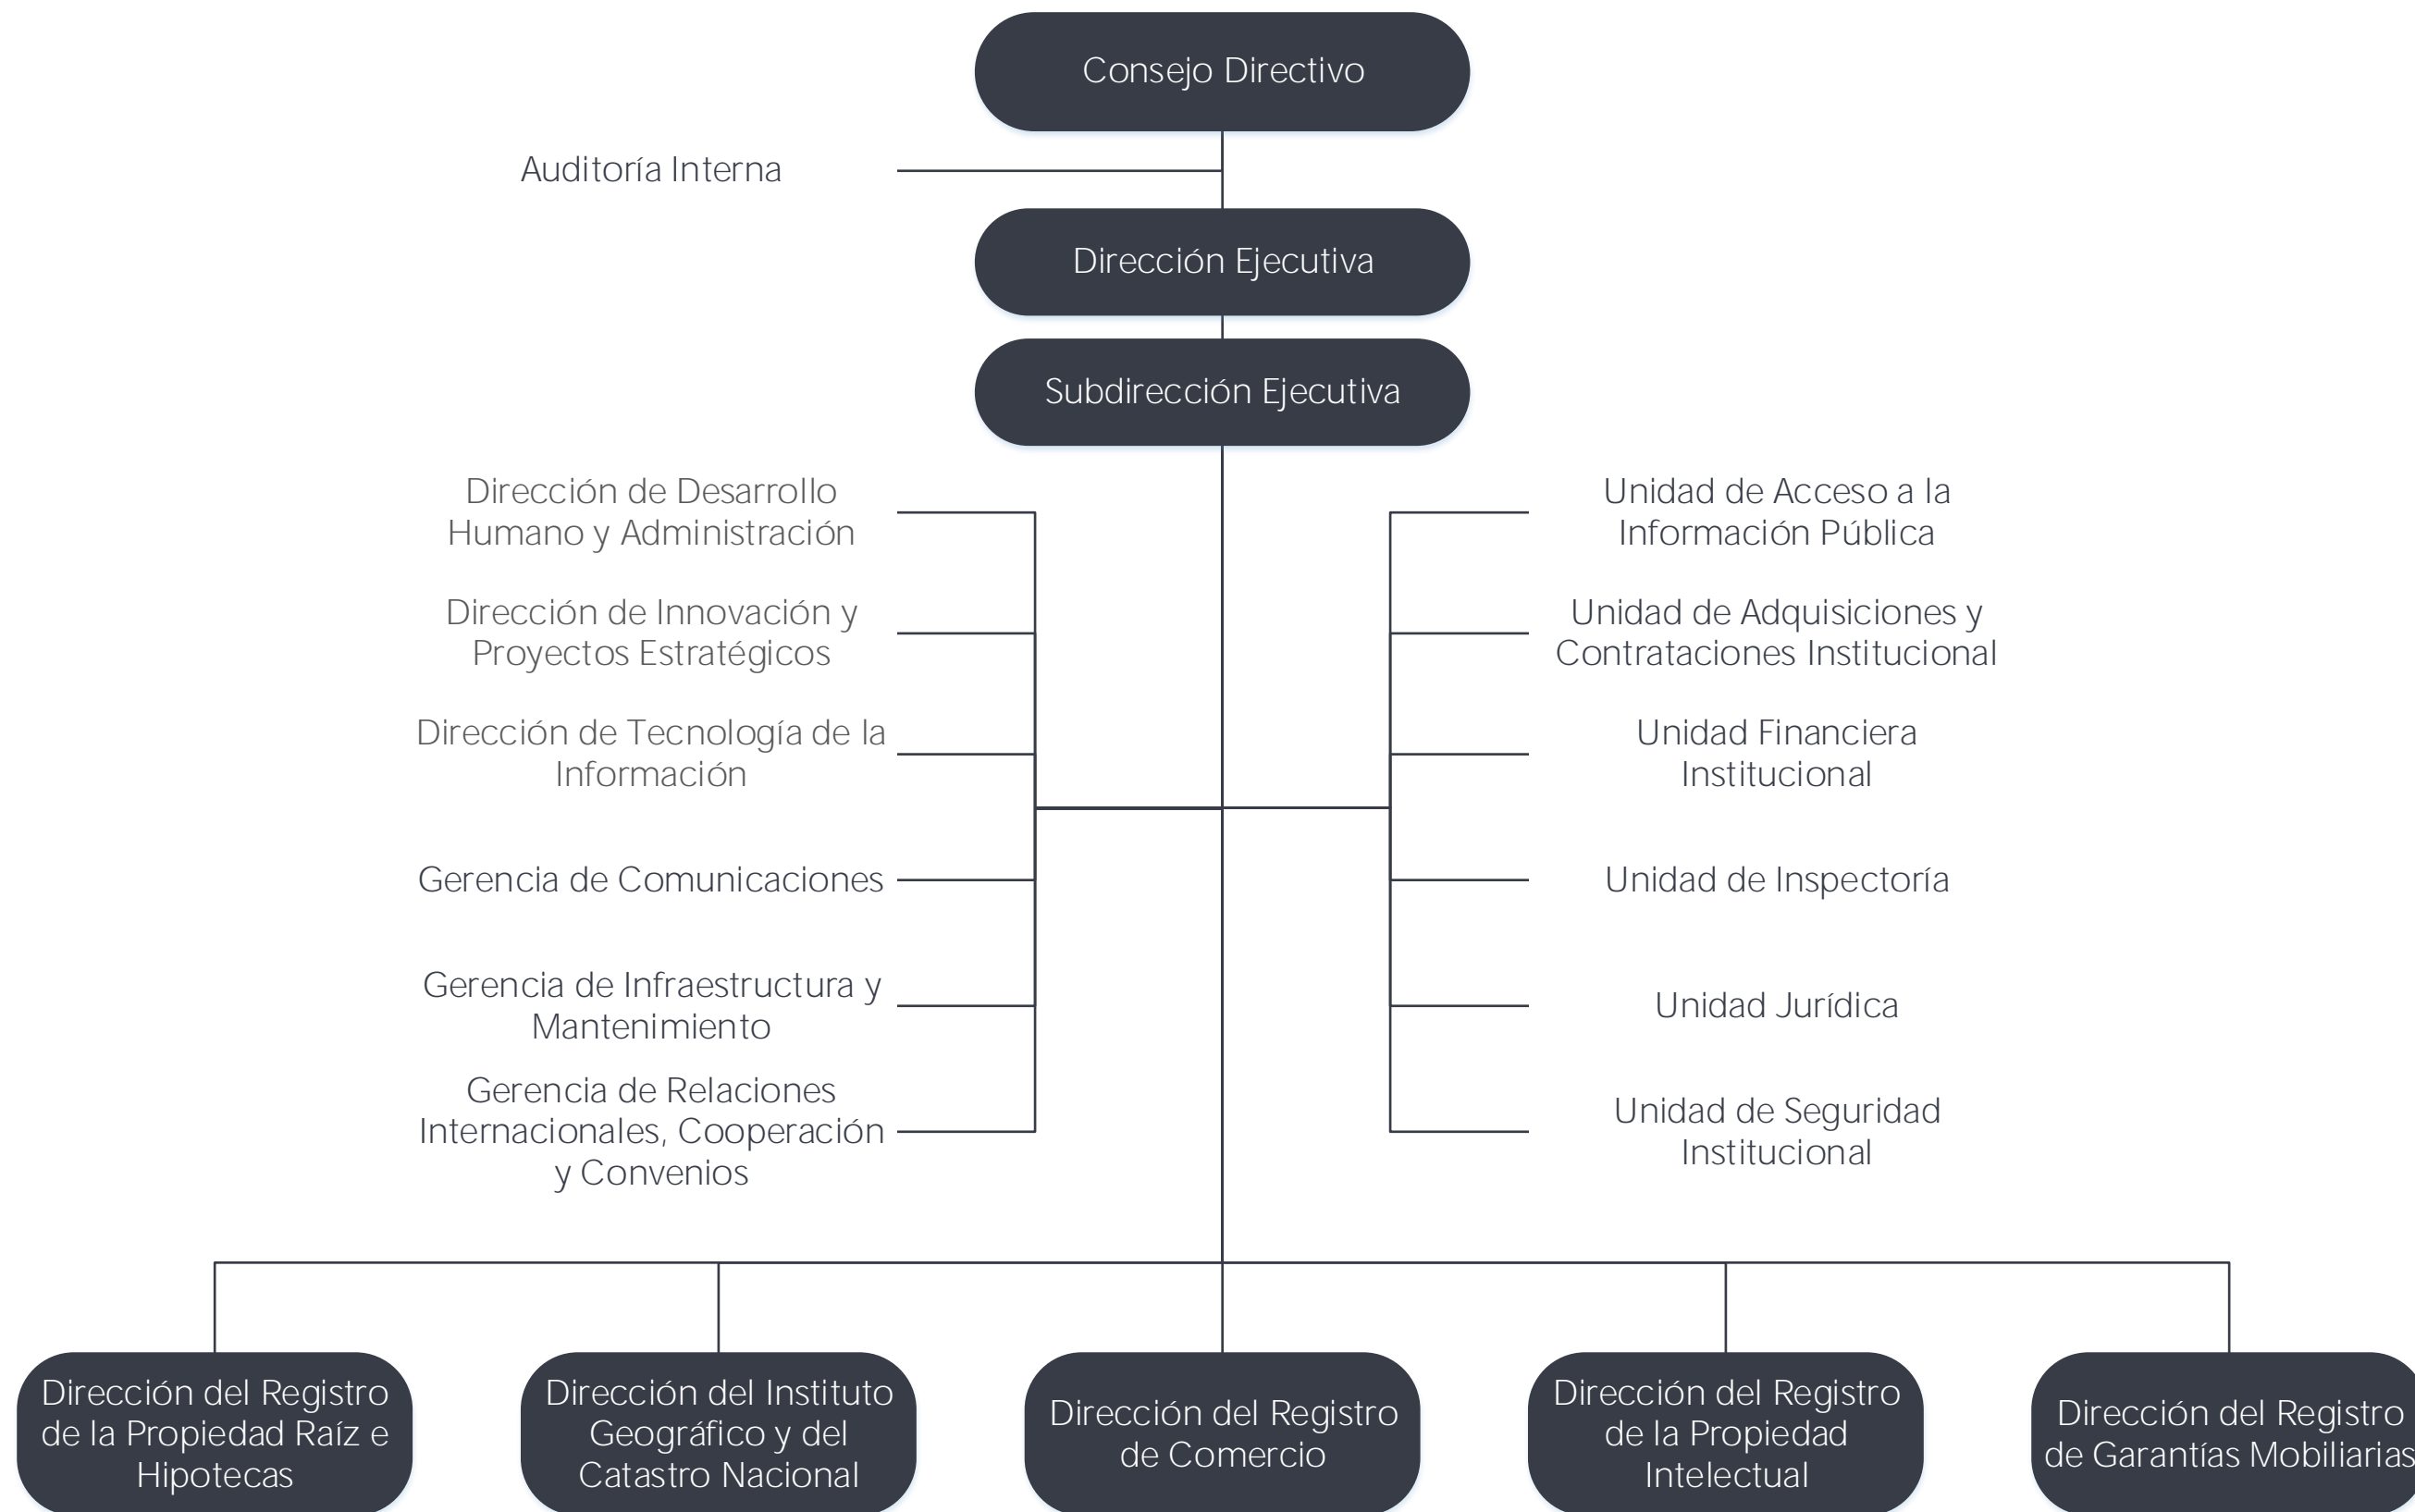 Consejo Directivo
Auditoría Interna
Dirección Ejecutiva
Subdirección Ejecutiva
Dirección de Desarrollo
Humano y Administración
Dirección de Innovación y
Proyectos Estratégicos
Dirección de Tecnología de la
Información
Gerencia de Comunicaciones
Gerencia de Infraestructura y
Mantenimiento
Gerencia de Relaciones
Internacionales, Cooperación
y Convenios
Unidad de Acceso a la
Información Pública
Unidad de Adquisiciones y
Contrataciones Institucional
Unidad Financiera
Institucional
Unidad de Inspectoría
Unidad Jurídica
Unidad de Seguridad
Institucional
Dirección del Registro
de la Propiedad Raíz e
Hipotecas
Dirección del Instituto
Geográfico y del
Catastro Nacional
Dirección del Registro
de Comercio
Dirección del Registro
de la Propiedad
Intelectual
Dirección del Registro
de Garantías Mobiliarias